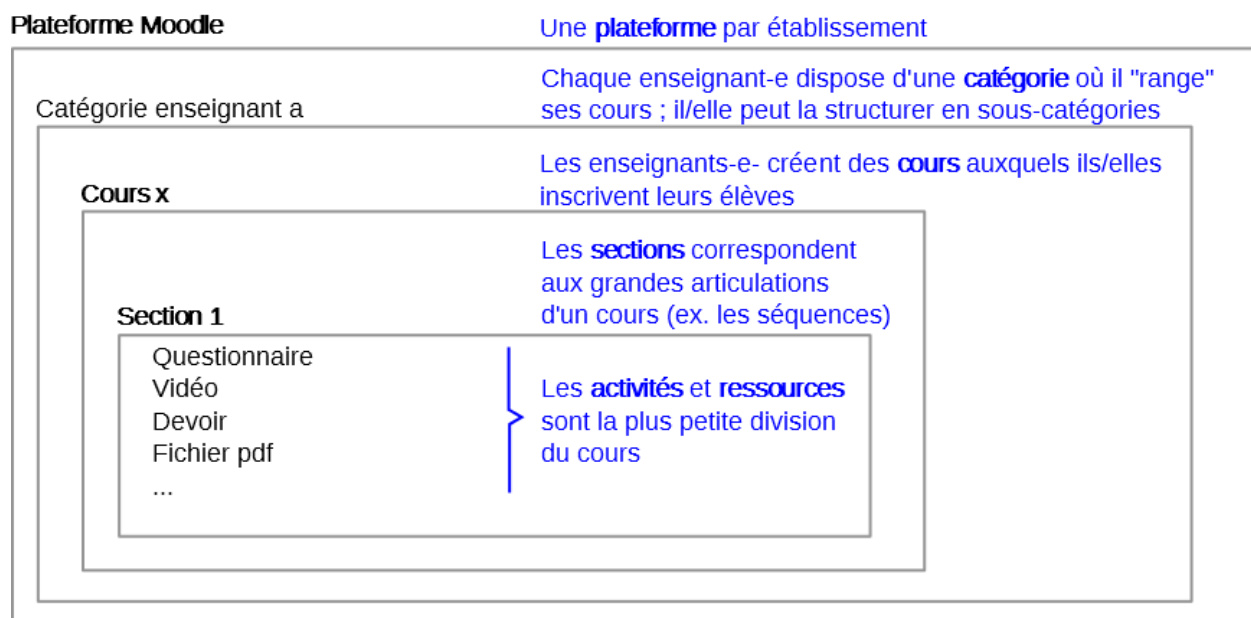 Plateforme Moodle
Une plateforme par établissement
Chaque enseignant-e dispose d'une catégorie où il "range"
ses cours ; il/elle peut la structurer en sous-catégories
Catégorie enseignant a
Les enseignants-e- créent des cours auxquels ils/elles
inscrivent leurs élèves
Cours x
Les sections correspondent
aux grandes articulations
d'un cours (ex. les séquences)
Section 1
Questionnaire
Vidéo
Devoir
Fichier pdf
...
Les activités et ressources
sont la plus petite division
du cours